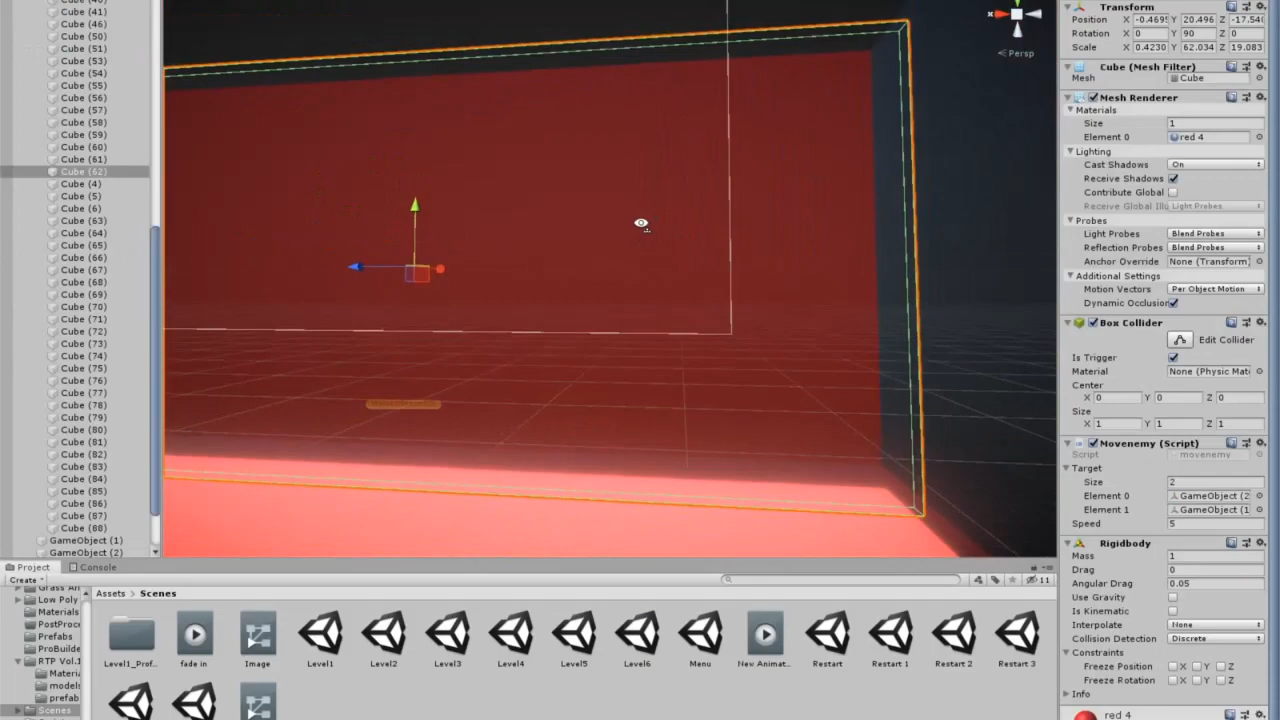 Cube (41)
Cube (46)
Cube (50)
Cube (51)
Cube (53)
Cube (54)
Cube (55)
Cube (56)
Cube (57)
Cube (58)
Cube (59)
Cube (60)
Cube (61)
Cube (62)
Cube (4)
Cube (5)
Cube (6)
Cube (63)
Cube (64)
Cube (65)
Cube (66)
Cube (67)
Cube (68)
Cube (69)
Cube (70)
Cube (71)
Cube (72)
Cube (73)
Cube (74)
Cube (75)
Cube (76)
Cube (77)
Cube (78)
Cube (79)
Cube (80)
Cube (81)
Cube (82)
Cube (83)
Cube (84)
Cube (85)
Cube (86)
Cube (87)
Cube (88)
GameObject (1)
GameObject (2)
x
Persp
Transform
Position X -0.469 Y 20.496 Z -17.54
Rotation X 0 Y 90 Z 0
Scale X 0.4230 Y 62.034 Z 19.083
Cube (Mesh Filter)
Mesh Cube
Mesh Renderer
Materials
Size 1
Element 0 red 4
Lighting
Cast Shadows On
Receive Shadows
Contribute Global
Receive Global Illu Light Probes
Probes
Light Probes Blend Probes
Reflection Probes Blend Probes
Anchor Override None (Transform)
Additional Settings
Motion Vectors Per Object Motion
Dynamic Occlusion
Box Collider
Edit Collider
Is Trigger
Material None (Physic Mat
Center
X 0 Y 0 Z 0
Size
X 1 Y 1 Z 1
Movenemy (Script)
Script movenemy
Target
Size 2
Element 0 GameObject (2
Element 1 GameObject (1
Speed 5
Rigidbody
Mass 1
Drag 0
Angular Drag 0.05
Use Gravity
Is Kinematic
Interpolate None
Collision Detection Discrete
Constraints
Freeze Position X Y Z
Freeze Rotation X Y Z
Info
red 4
Project Console
Create
11
Grass An
Low Poly
Materials
PostProce
Prefabs
ProBuilde
RTP Vol.1
Materia
models
prefab
Scenes
Assets > Scenes
Level1_Prof...
fade in
Image
Level1
Level2
Level3
Level4
Level5
Level6
Menu
New Animat...
Restart
Restart 1
Restart 2
Restart 3